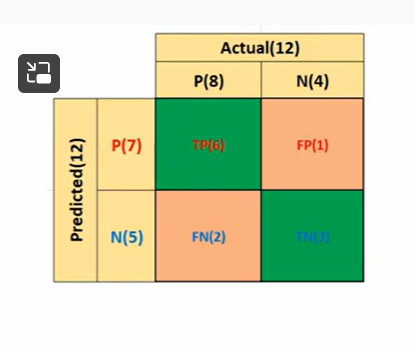 Actual(12)
P(8) N(4)
Predicted(12)
P(7) TP(6) FP(1)
N(5) FN(2) TN(3)